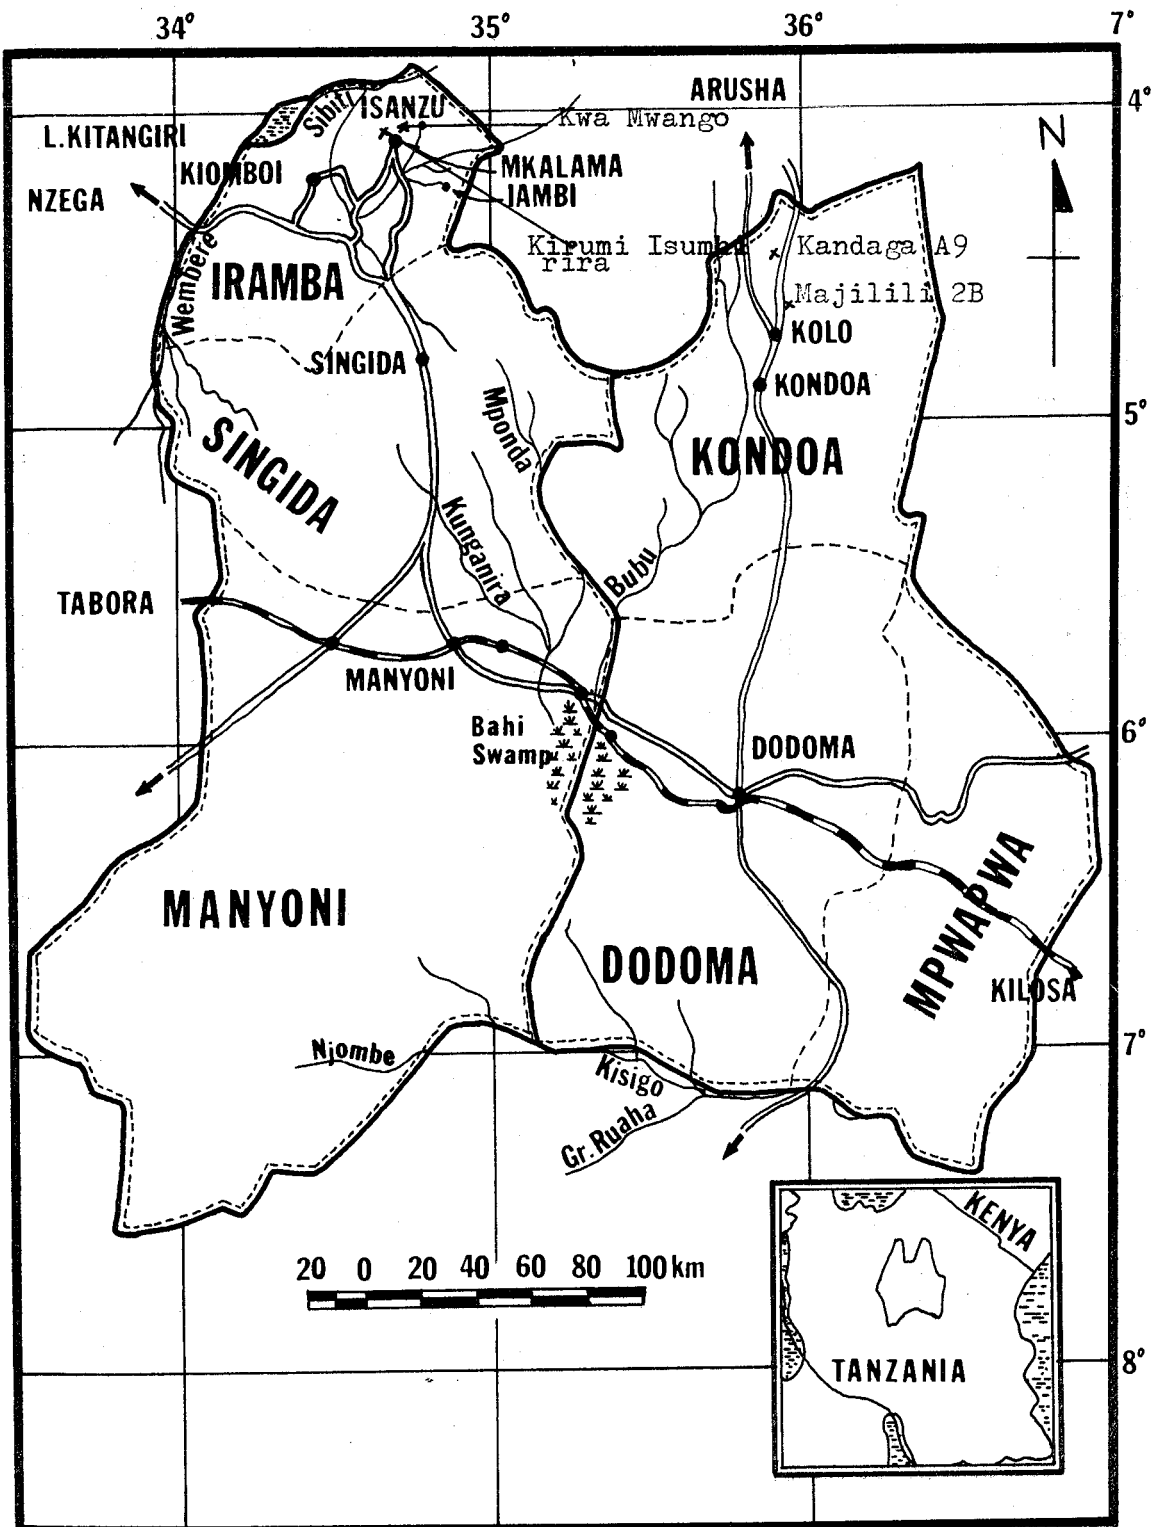 34° 35° 36° 7°
ARUSHA
4°
Sibiti
ISANZU
Kwa Mwango
N
L.KITANGIRI
KIOMBOI
MKALAMA
JAMBI
NZEGA
Kirumi Isumbi
rira
Kandaga A9
Wembere
IRAMBA
Majilili 2B
KOLO
SINGIDA
KONDOA
Mponda
5°
SINGIDA
KONDOA
Kunganira
Bubu
TABORA
MANYONI
Bahi
Swamp
DODOMA
6°
MANYONI
DODOMA
MPWAPWA
KILOSA
Njombe
Kisigo
7°
Gr. Ruaha
KENYA
20 0 20 40 60 80 100 km
TANZANIA
8°